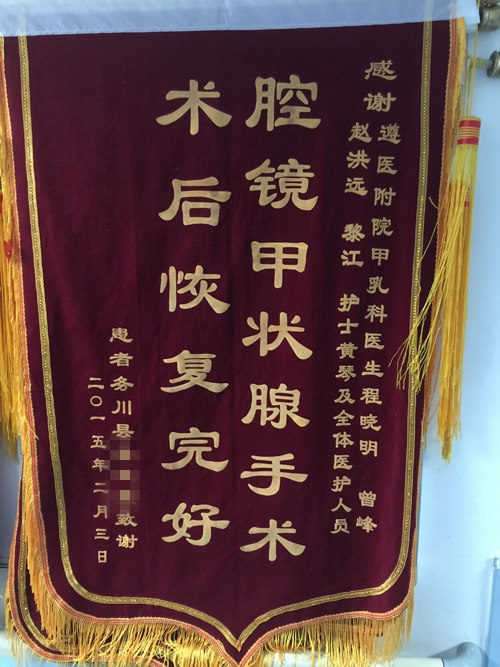 感谢遵医附院甲乳科医生程晓明 曾峰
赵洪远 黎江 护士黄琴及全体医护人员
腔镜甲状腺手术
术后恢复完好
患者务川县致谢
二〇一五年二月三日